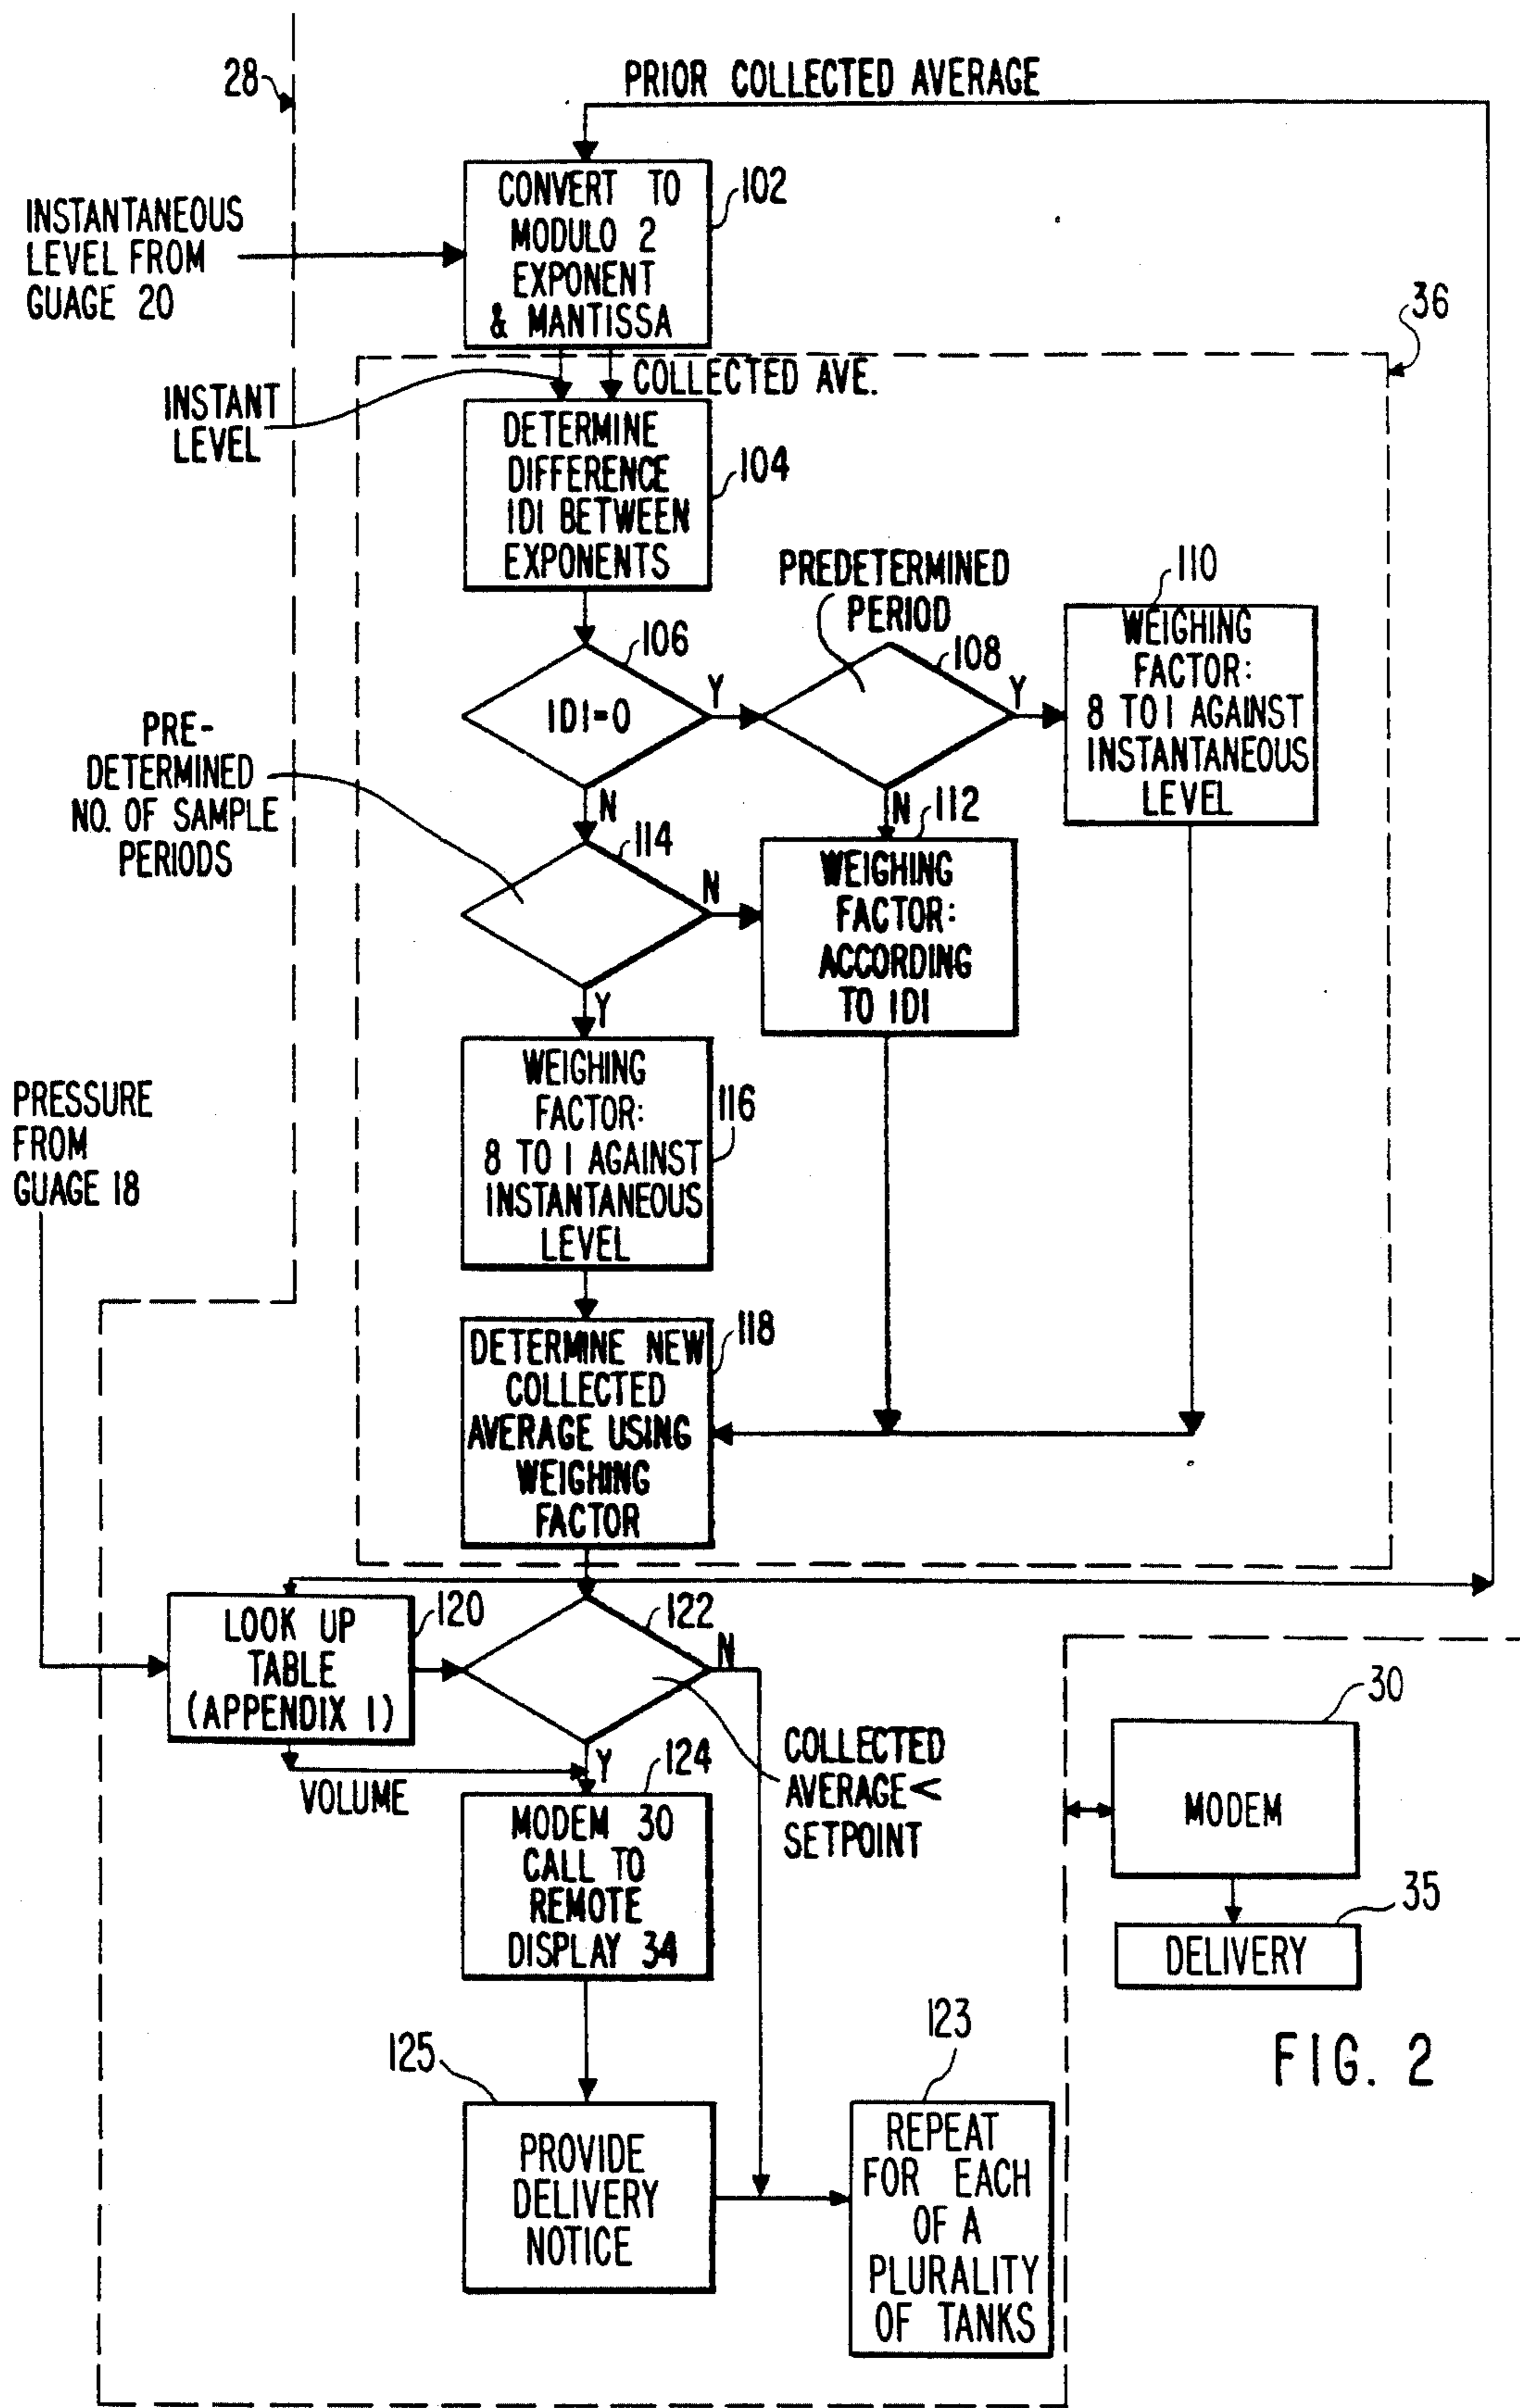 PRIOR COLLECTED AVERAGE
28
CONVERT TO
MODULO 2
EXPONENT
& MANTISSA
102
INSTANTANEOUS
LEVEL FROM
GUAGE 20
36
COLLECTED AVE.
INSTANT
LEVEL
DETERMINE
DIFFERENCE
|D| BETWEEN
EXPONENTS
104
PREDETERMINED
PERIOD
110
106
108
|D|=0
Y
Y
WEIGHING
FACTOR:
8 TO 1 AGAINST
INSTANTANEOUS
LEVEL
PRE-
DETERMINED
NO. OF SAMPLE
PERIODS
N
N
112
114
N
WEIGHING
FACTOR:
ACCORDING
TO |D|
Y
WEIGHING
FACTOR:
8 TO 1 AGAINST
INSTANTANEOUS
LEVEL
116
PRESSURE
FROM
GUAGE 18
DETERMINE NEW
COLLECTED
AVERAGE USING
WEIGHING
FACTOR
118
LOOK UP
TABLE
(APPENDIX 1)
120
122
N
Y
VOLUME
124
COLLECTED
AVERAGE<
SETPOINT
MODEM 30
CALL TO
REMOTE
DISPLAY 34
30
MODEM
35
DELIVERY
125
PROVIDE
DELIVERY
NOTICE
123
REPEAT
FOR EACH
OF A
PLURALITY
OF TANKS
FIG. 2